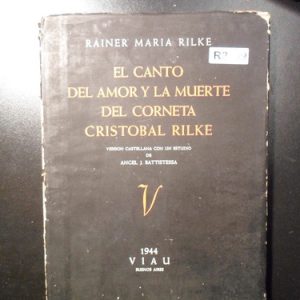 RAINER MARIA RILKE
EL CANTO
DEL AMOR Y LA MUERTE
DEL CORNETA
CRISTOBAL RILKE
VERSION CASTELLANA CON UN ESTUDIO
DE
ANGEL J. BATTISTESSA
V
1944
VIAU
BUENOS AIRES